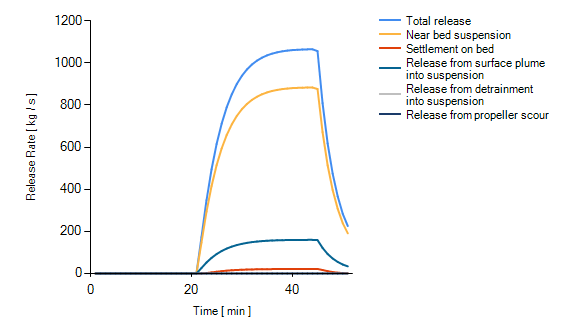 1200
1000
800
600
400
200
0
0
20
40
Release Rate [ kg / s ]
Time [ min ]
Total release
Near bed suspension
Settlement on bed
Release from surface plume
into suspension
Release from detrainment
into suspension
Release from propeller scour